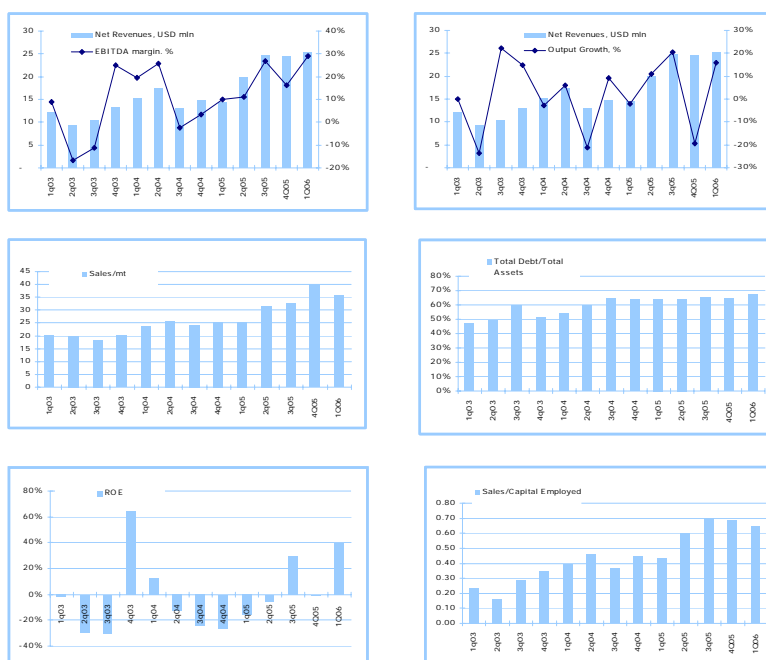 Net Revenues, USD mln
EBITDA margin. %
30
25
20
15
10
5
-
40%
30%
20%
10%
0%
-10%
-20%
1q03
2q03
3q03
4q03
1q04
2q04
3q04
4q04
1q05
2q05
3q05
4Q05
1Q06
Net Revenues, USD mln
Output Growth, %
30
25
20
15
10
5
-
30%
20%
10%
0%
-10%
-20%
-30%
1q03
2q03
3q03
4q03
1q04
2q04
3q04
4q04
1q05
2q05
3q05
4Q05
1Q06
Sales/mt
45
40
35
30
25
20
15
10
5
0
1q03
2q03
3q03
4q03
1q04
2q04
3q04
4q04
1q05
2q05
3q05
4Q05
1Q06
Total Debt/Total
Assets
80%
70%
60%
50%
40%
30%
20%
10%
0%
1q03
2q03
3q03
4q03
1q04
2q04
3q04
4q04
1q05
2q05
3q05
4Q05
1Q06
ROE
80%
60%
40%
20%
0%
-20%
-40%
1q03
2q03
3q03
4q03
1q04
2q04
3q04
4q04
1q05
2q05
3q05
4Q05
1Q06
Sales/Capital Employed
0.80
0.70
0.60
0.50
0.40
0.30
0.20
0.10
0.00
1q03
2q03
3q03
4q03
1q04
2q04
3q04
4q04
1q05
2q05
3q05
4Q05
1Q06